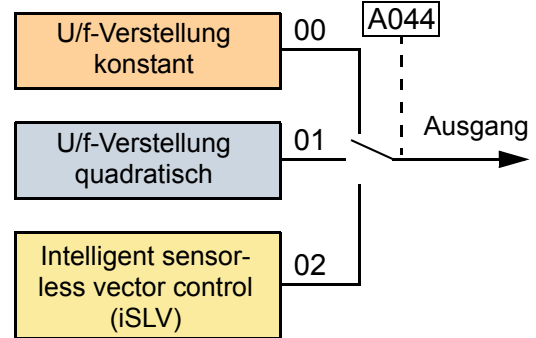 U/f-Verstellung
konstant
00
A044
U/f-Verstellung
quadratisch
01
Ausgang
Intelligent sensor-
less vector control
(iSLV)
02